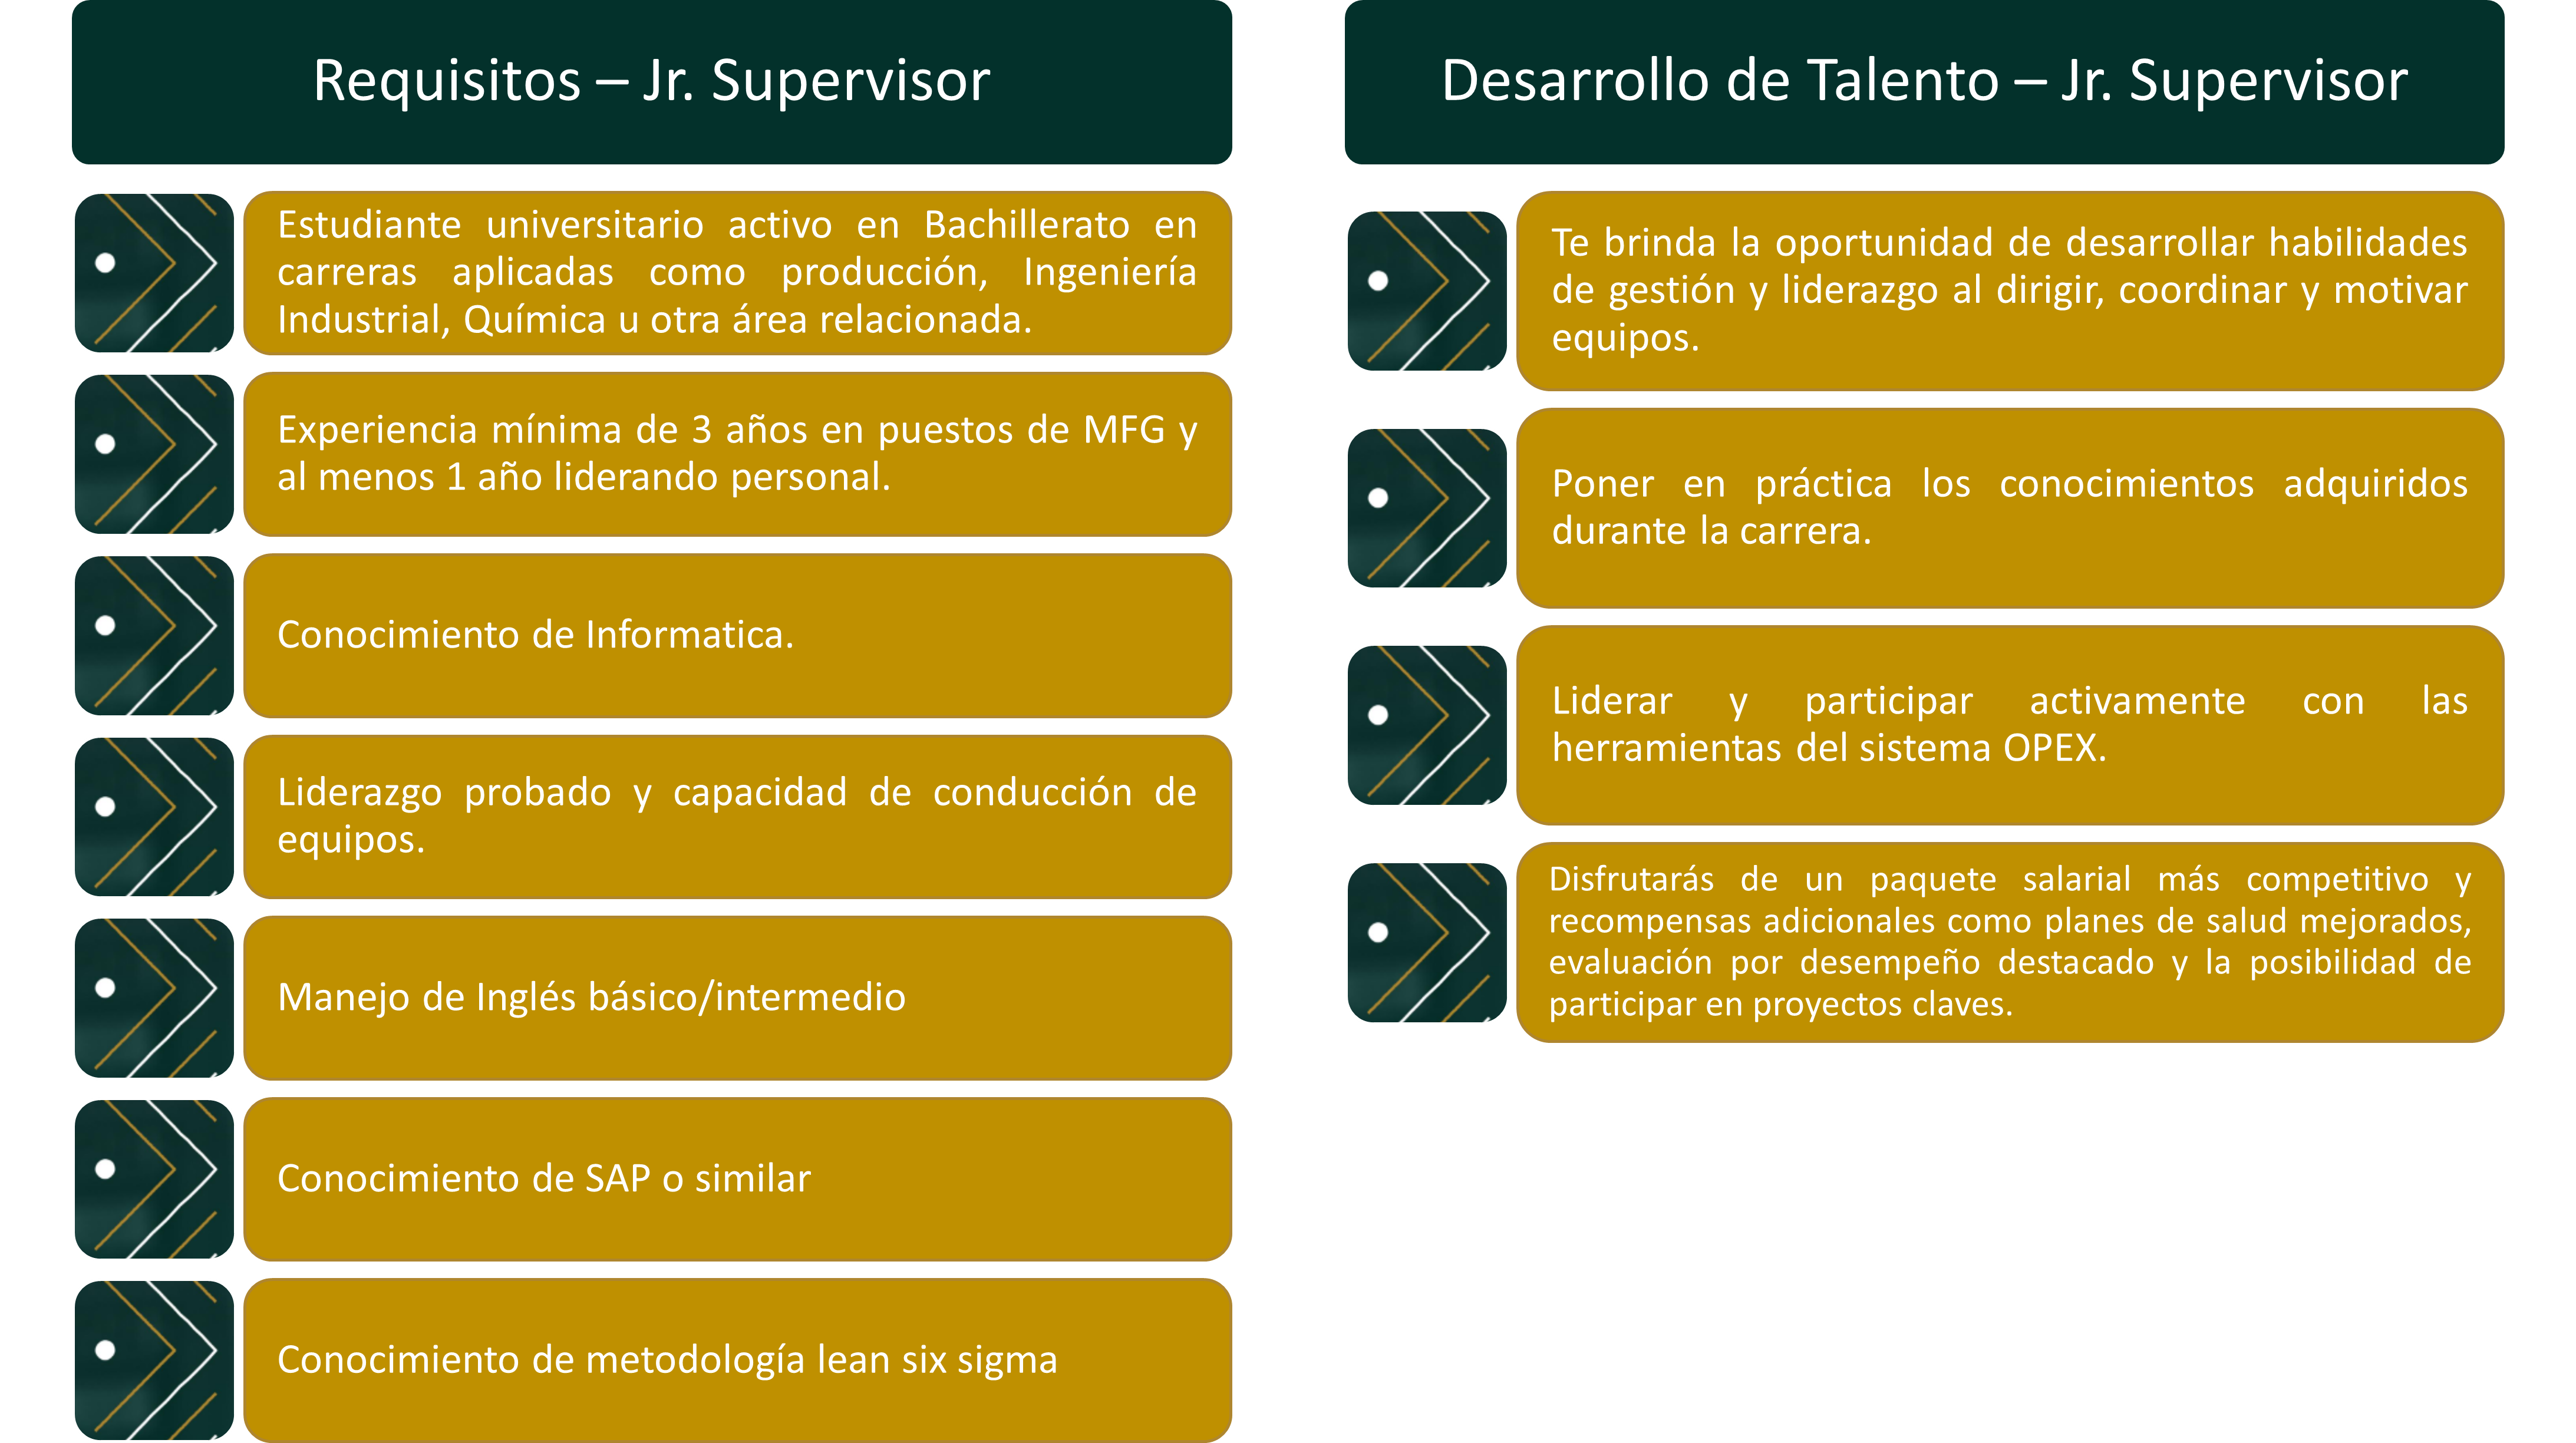 Requisitos – Jr. Supervisor
Estudiante universitario activo en Bachillerato en
carreras aplicadas como producción, Ingeniería
Industrial, Química u otra área relacionada.
Experiencia mínima de 3 años en puestos de MFG y
al menos 1 año liderando personal.
Conocimiento de Informatica.
Liderazgo probado y capacidad de conducción de
equipos.
Manejo de Inglés básico/intermedio
Conocimiento de SAP o similar
Conocimiento de metodología lean six sigma
Desarrollo de Talento – Jr. Supervisor
Te brinda la oportunidad de desarrollar habilidades
de gestión y liderazgo al dirigir, coordinar y motivar
equipos.
Poner en práctica los conocimientos adquiridos
durante la carrera.
Liderar y participar activamente con las
herramientas del sistema OPEX.
Disfrutarás de un paquete salarial más competitivo y
recompensas adicionales como planes de salud mejorados,
evaluación por desempeño destacado y la posibilidad de
participar en proyectos claves.